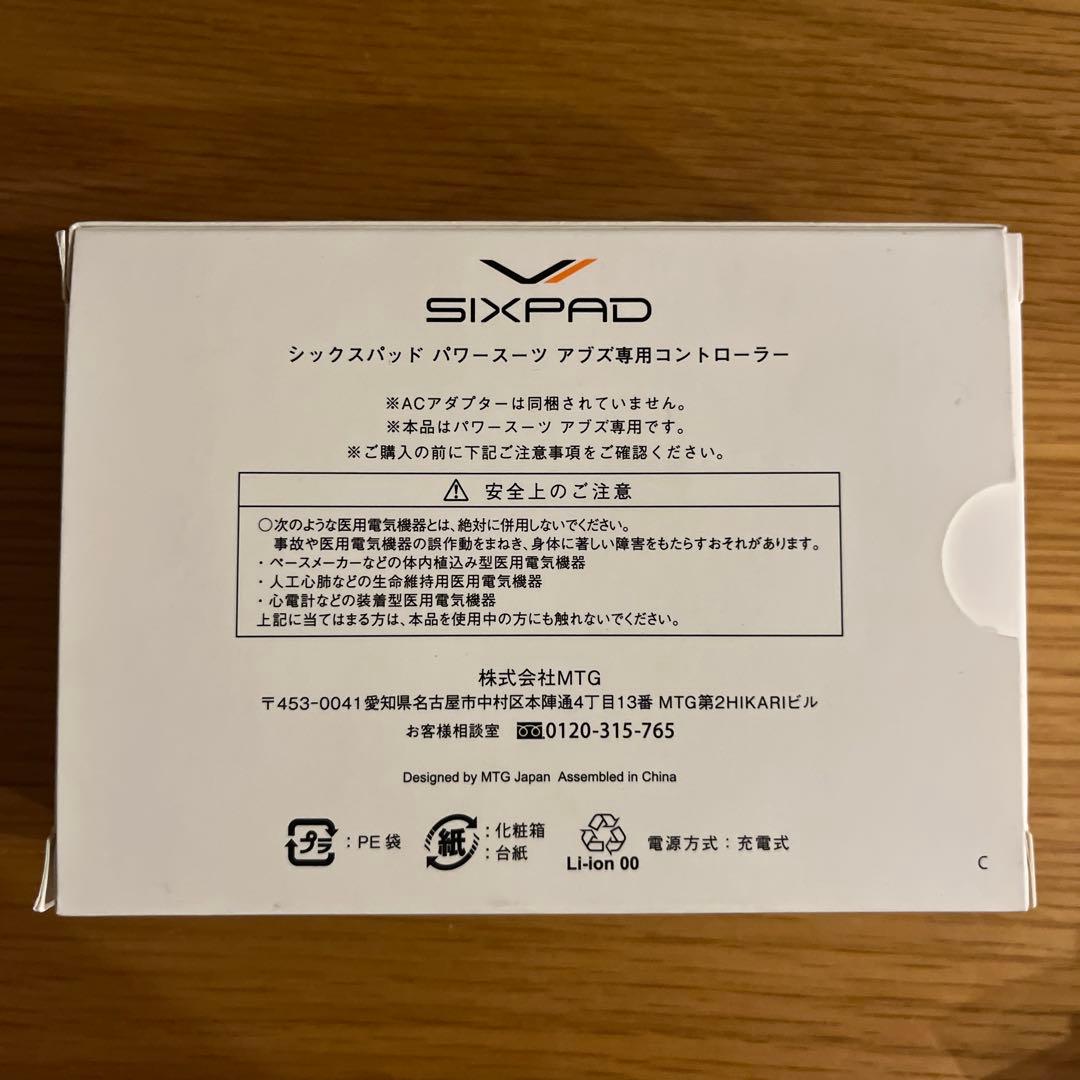 SIXPAD
シックスパッド パワースーツ アブズ専用コントローラー
※ACアダプターは同梱されていません。
※本品はパワースーツ アブズ専用です。
※ご購入の前に下記ご注意事項をご確認ください。
安全上のご注意
○次のような医用電気機器とは、絶対に併用しないでください。
事故や医用電気機器の誤作動をまねき、身体に著しい障害をもたらすおそれがあります。
・ペースメーカーなどの体内植込み型医用電気機器
・人工心肺などの生命維持用医用電気機器
・心電計などの装着型医用電気機器
上記に当てはまる方は、本品を使用中の方にも触れないでください。
株式会社MTG
〒453-0041愛知県名古屋市中村区本陣通4丁目13番 MTG第2HIKARIビル
お客様相談室 0120-315-765
Designed by MTG Japan Assembled in China
プラ：PE袋
紙：化粧箱
：台紙
Li-ion 00
電源方式：充電式
C